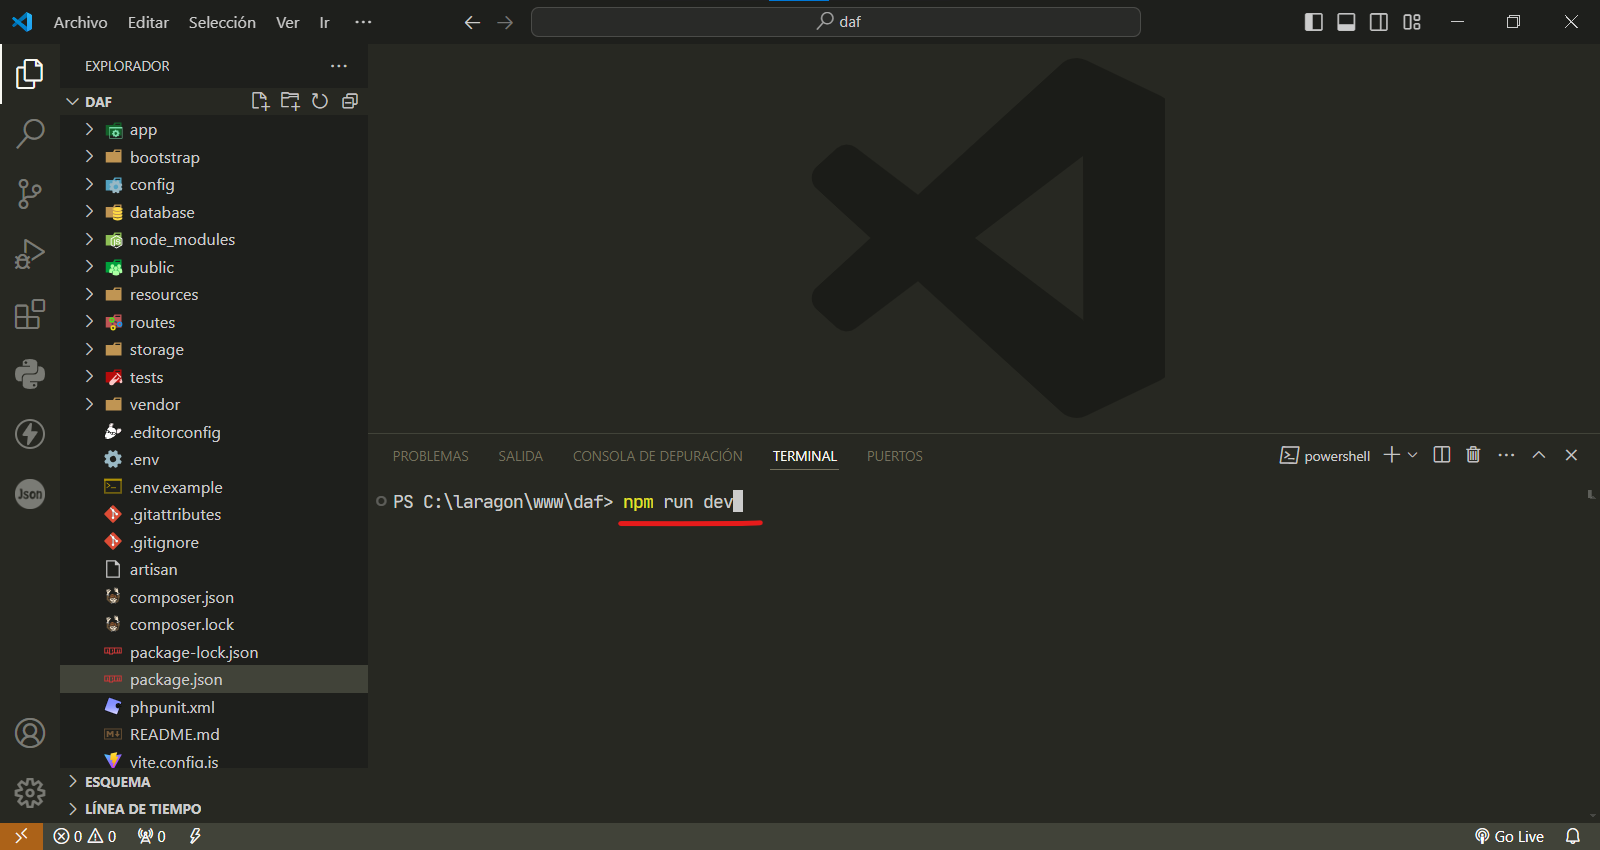 Archivo Editar Selección Ver Ir ··· daf
EXPLORADOR ···
DAF
app
bootstrap
config
database
node_modules
public
resources
routes
storage
tests
vendor
.editorconfig
.env
.env.example
.gitattributes
.gitignore
artisan
composer.json
composer.lock
package-lock.json
package.json
phpunit.xml
README.md
vite.config.js
ESQUEMA
LÍNEA DE TIEMPO
Json
PROBLEMAS SALIDA CONSOLA DE DEPURACIÓN TERMINAL PUERTOS powershell
PS C:\laragon\www\daf> npm run dev
0 0 0 Go Live